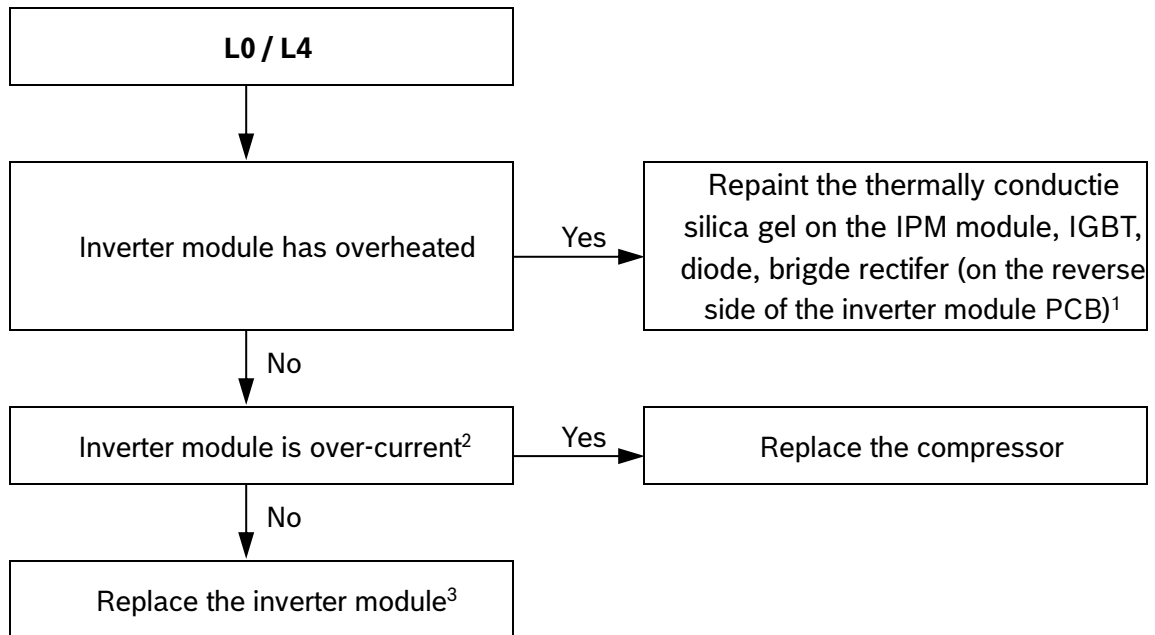 L0 / L4
Inverter module has overheated
Yes
Repaint the thermally conductie
silica gel on the IPM module, IGBT,
diode, brigde rectifer (on the reverse
side of the inverter module PCB)¹
No
Inverter module is over-current²
Yes
Replace the compressor
No
Replace the inverter module³